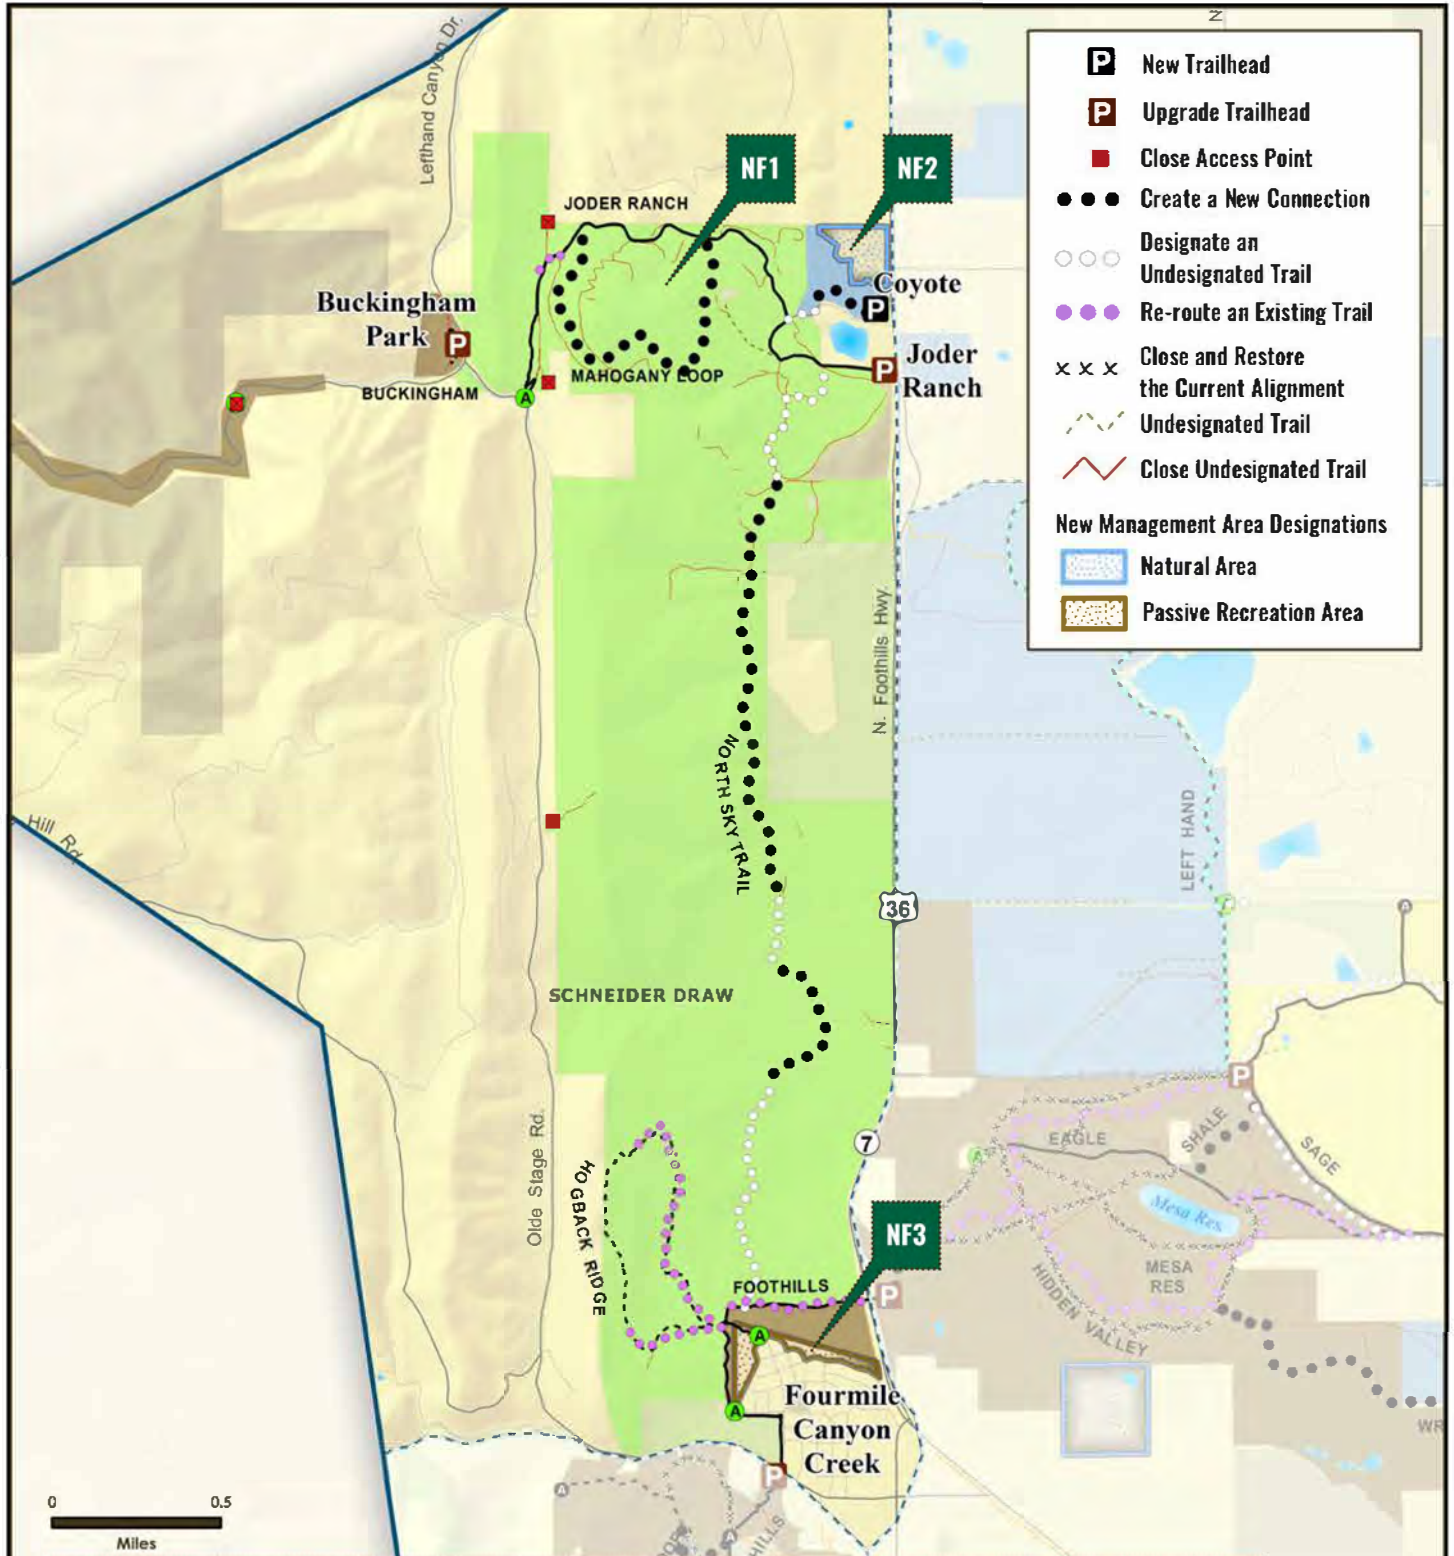 N
Lefthand Canyon Dr.
P New Trailhead
P Upgrade Trailhead
Close Access Point
Create a New Connection
Designate an
Undesignated Trail
Re-route an Existing Trail
x x x Close and Restore
the Current Alignment
Undesignated Trail
Close Undesignated Trail
New Management Area Designations
Natural Area
Passive Recreation Area
NF1
NF2
JODER RANCH
Coyote
P
Buckingham
Park
P
Joder
Ranch
P
MAHOGANY LOOP
BUCKINGHAM
A
N. Foothills Hwy.
NORTH SKY TRAIL
Hill Rd
LEFT HAND
36
A
SCHNEIDER DRAW
Olde Stage Rd.
7
P
EAGLE
SHALE
SAGE
A
Mesa Res.
HOGBACK RIDGE
NF3
MESA
RES
HIDDEN VALLEY
FOOTHILLS
P
A
A
Fourmile
Canyon
Creek
WR
P
A
A
HILLS
0 0.5
Miles